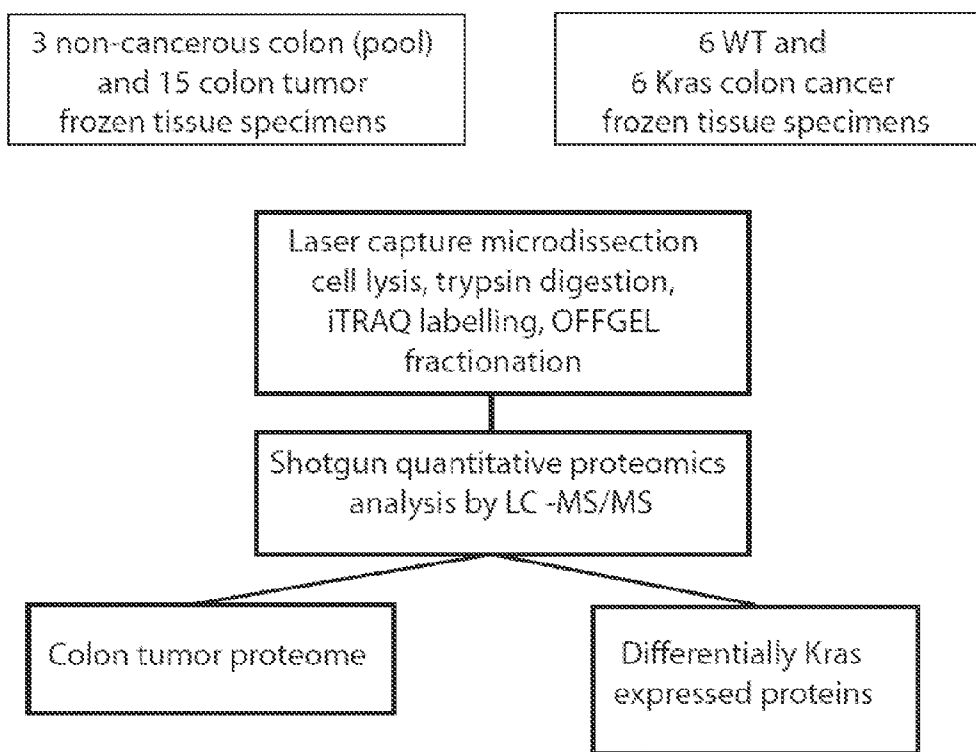 3 non-cancerous colon (pool)
and 15 colon tumor
frozen tissue specimens
6 WT and
6 Kras colon cancer
frozen tissue specimens
Laser capture microdissection
cell lysis, trypsin digestion,
iTRAQ labelling, OFFGEL
fractionation
Shotgun quantitative proteomics
analysis by LC -MS/MS
Colon tumor proteome
Differentially Kras
expressed proteins